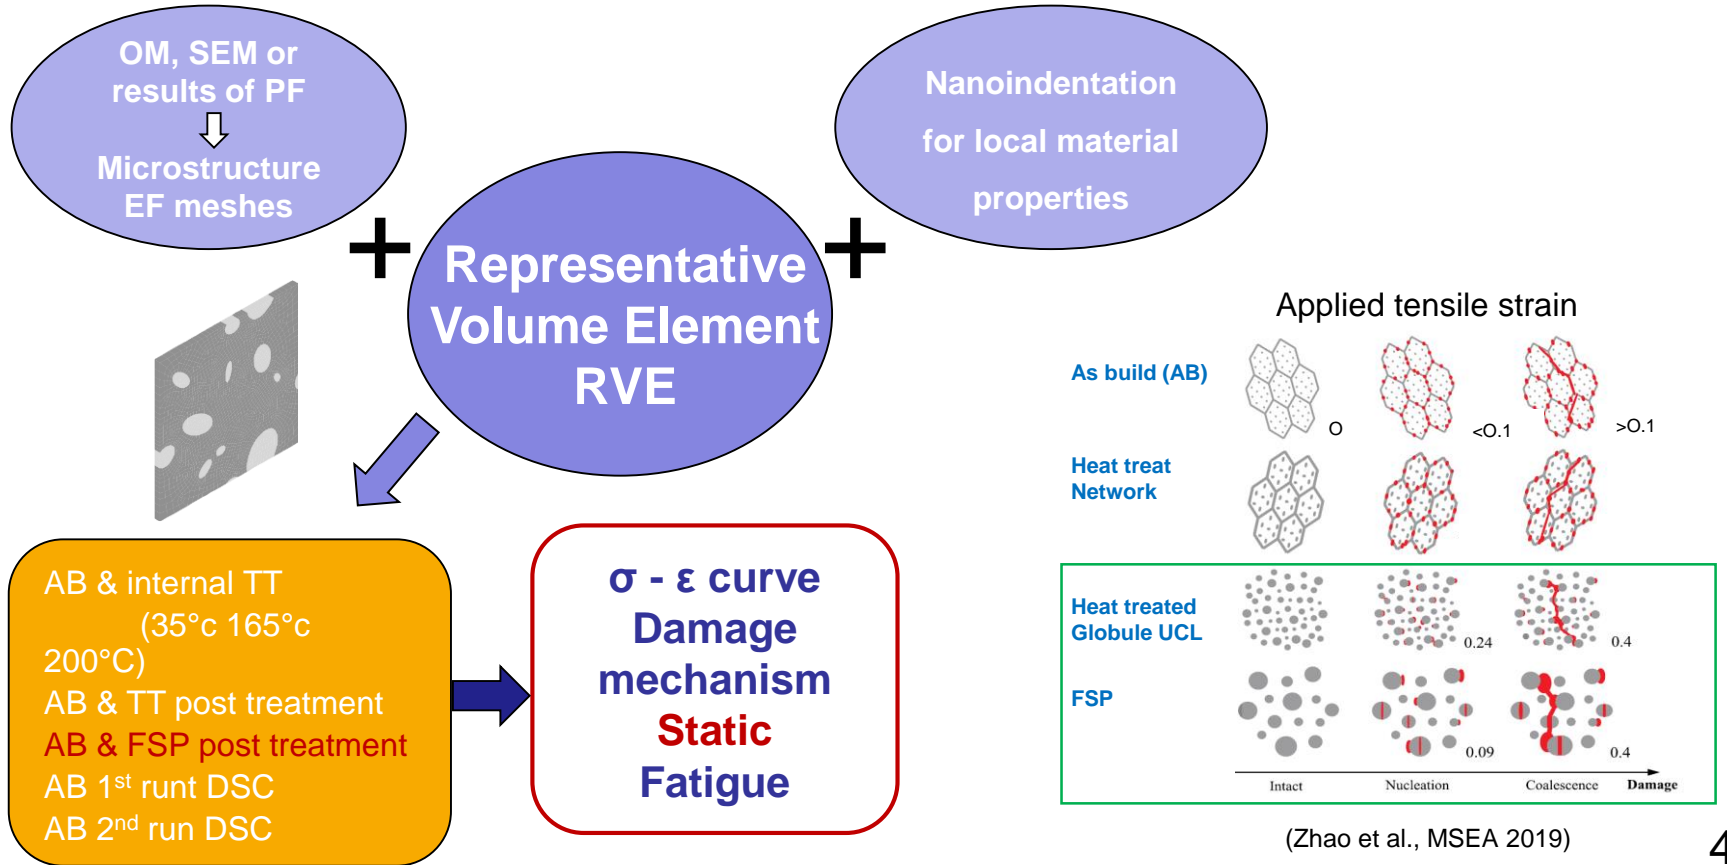 OM, SEM or
results of PF
Microstructure
EF meshes
+
Representative
Volume Element
RVE
+
Nanoindentation
for local material
properties
AB & internal TT
(35°c 165°c
200°C)
AB & TT post treatment
AB & FSP post treatment
AB 1st runt DSC
AB 2nd run DSC
σ - ε curve
Damage
mechanism
Static
Fatigue
Applied tensile strain
As build (AB)
O <O.1 >O.1
Heat treat
Network
Heat treated
Globule UCL
0.24 0.4
FSP
0.09 0.4
Intact Nucleation Coalescence Damage
(Zhao et al., MSEA 2019)
4